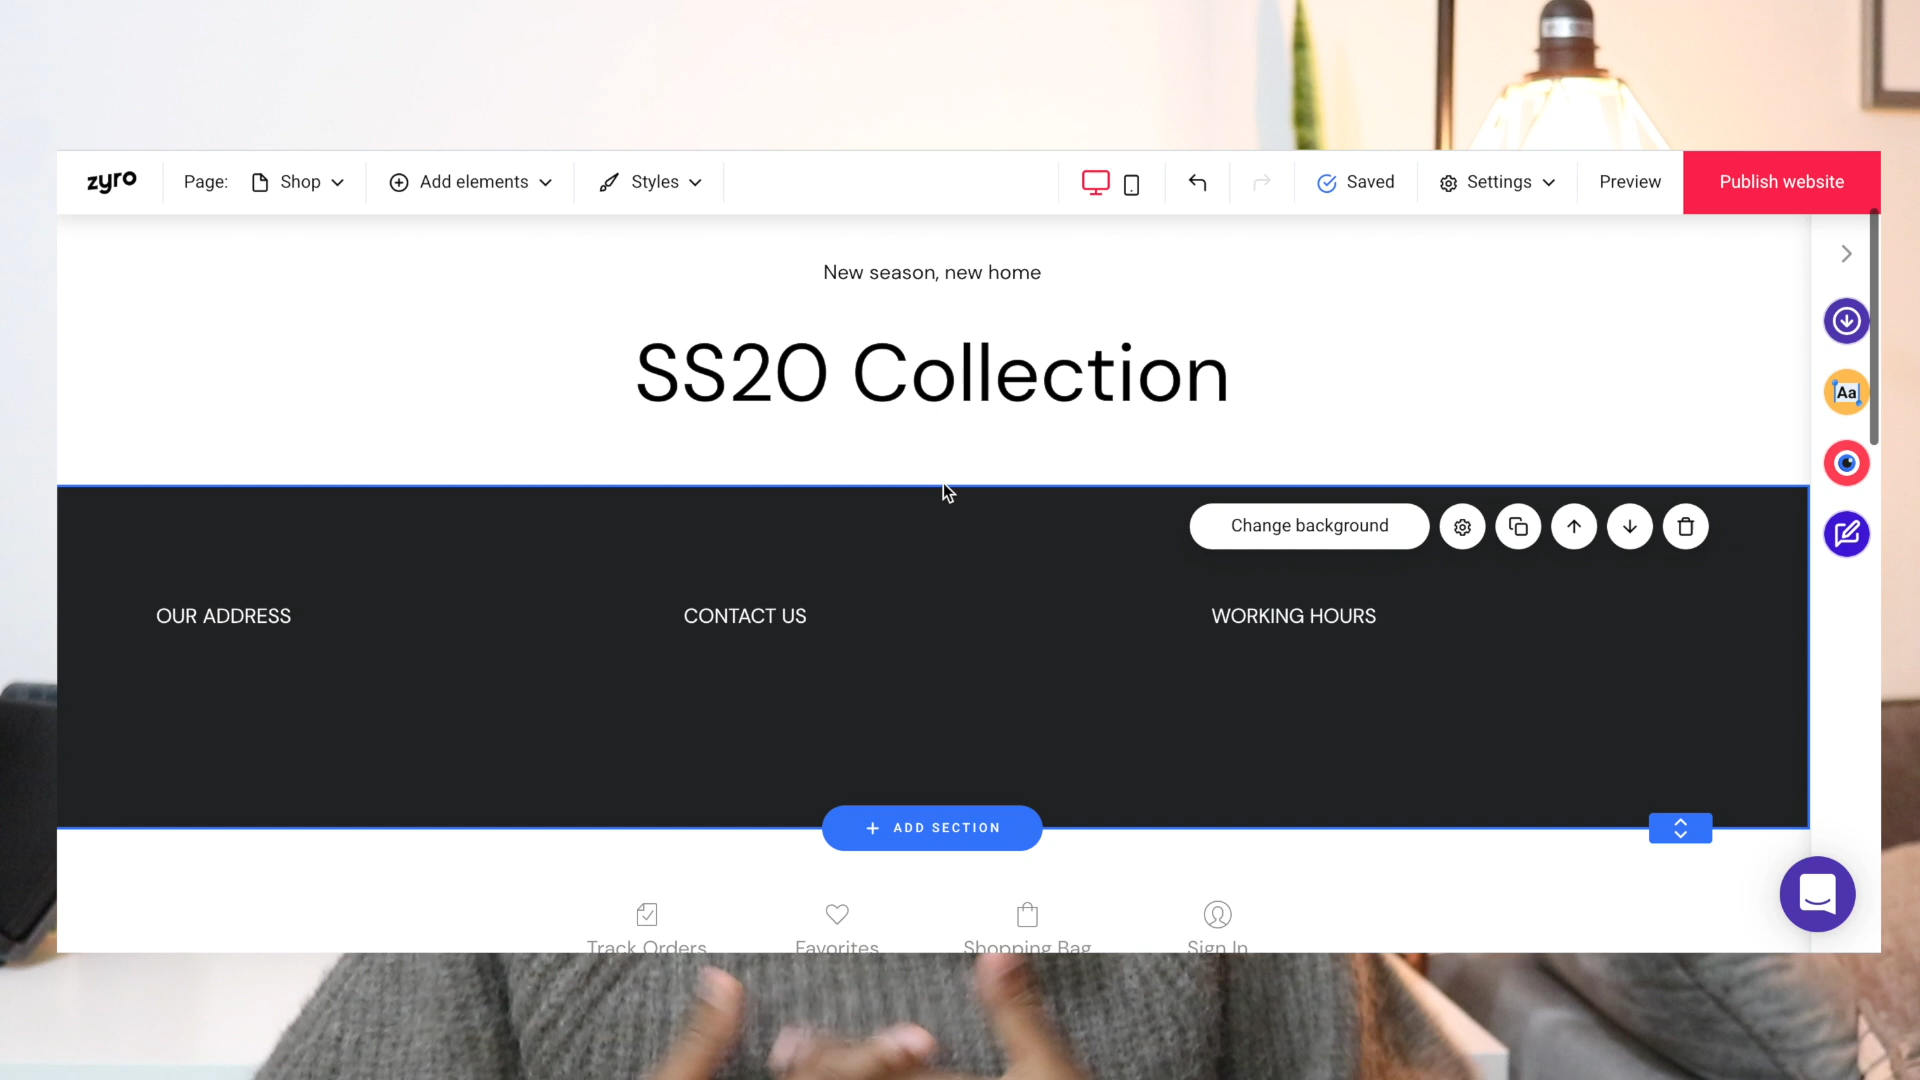 zyro
Page: Shop
Add elements
Styles
Saved
Settings
Preview
Publish website
New season, new home
SS20 Collection
Aa
Change background
OUR ADDRESS
CONTACT US
WORKING HOURS
+ ADD SECTION
Track Orders
Favorites
Shopping Bag
Sign In